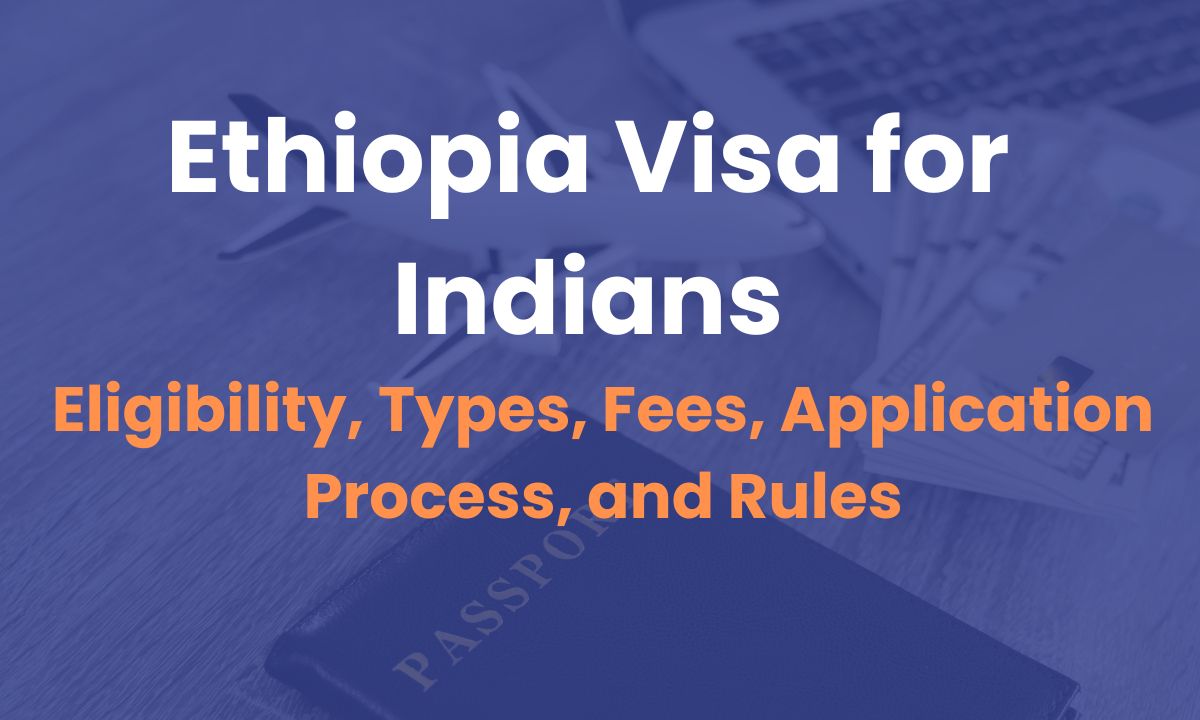 Ethiopia Visa for
Indians
Eligibility, Types, Fees, Application
Process, and Rules
PASSPORT